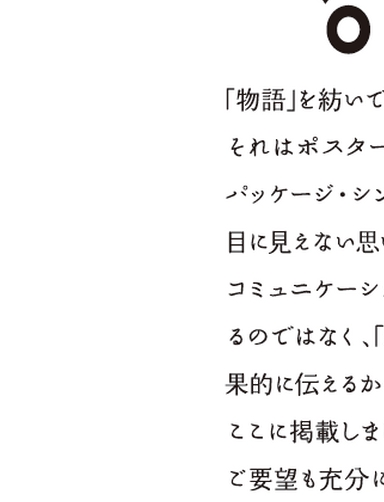 「物語」を紡いで
それはポスター
パッケージ・シン
目に見えない思い
コミュニケーシ
るのではなく、「
果的に伝えるか
ここに掲載しま
ご要望も充分に